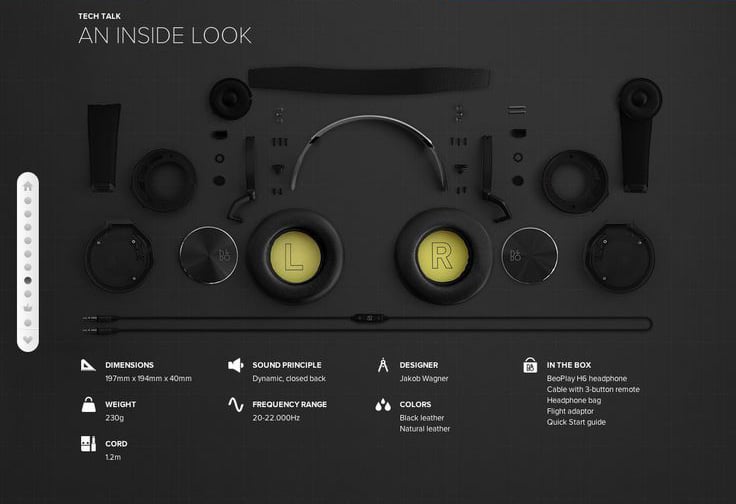 TECH TALK
AN INSIDE LOOK
L
R
B&O
B&O
DIMENSIONS
197mm x 194mm x 40mm
WEIGHT
230g
CORD
1.2m
SOUND PRINCIPLE
Dynamic, closed back
FREQUENCY RANGE
20-22.000Hz
DESIGNER
Jakob Wagner
COLORS
Black leather
Natural leather
IN THE BOX
BeoPlay H6 headphone
Cable with 3-button remote
Headphone bag
Flight adaptor
Quick Start guide